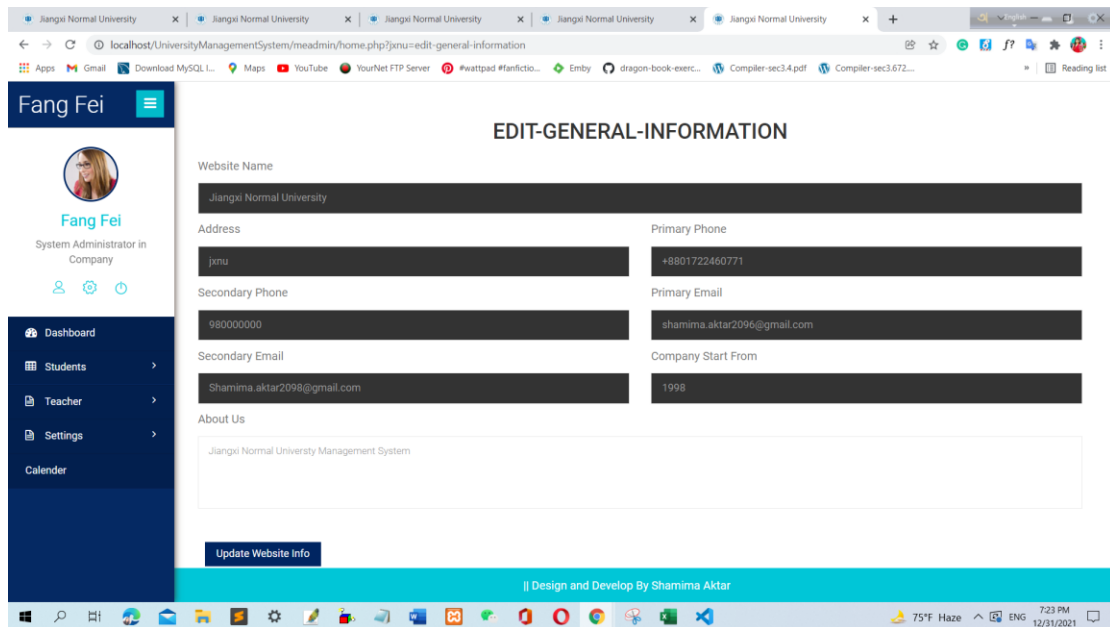 Jiangxi Normal University
Jiangxi Normal University
Jiangxi Normal University
Jiangxi Normal University
Jiangxi Normal University
localhost/UniversityManagementSystem/meadmin/home.php?jxnu=edit-general-information
Apps Gmail Download MySQL I... Maps YouTube YourNet FTP Server #wattpad #fanfictio... Emby dragon-book-exerc... Compiler-sec3.4.pdf Compiler-sec3.672.... » Reading list
Fang Fei
EDIT-GENERAL-INFORMATION
Website Name
Jiangxi Normal University
Fang Fei
System Administrator in
Company
Address
Primary Phone
jxnu
+8801722460771
Secondary Phone
Primary Email
980000000
shamima.aktar2096@gmail.com
Secondary Email
Company Start From
Shamima.aktar2098@gmail.com
1998
About Us
Jiangxi Normal Universty Management System
Dashboard
Students
Teacher
Settings
Calender
Update Website Info
|| Design and Develop By Shamima Aktar
75°F Haze ENG 7:23 PM
12/31/2021